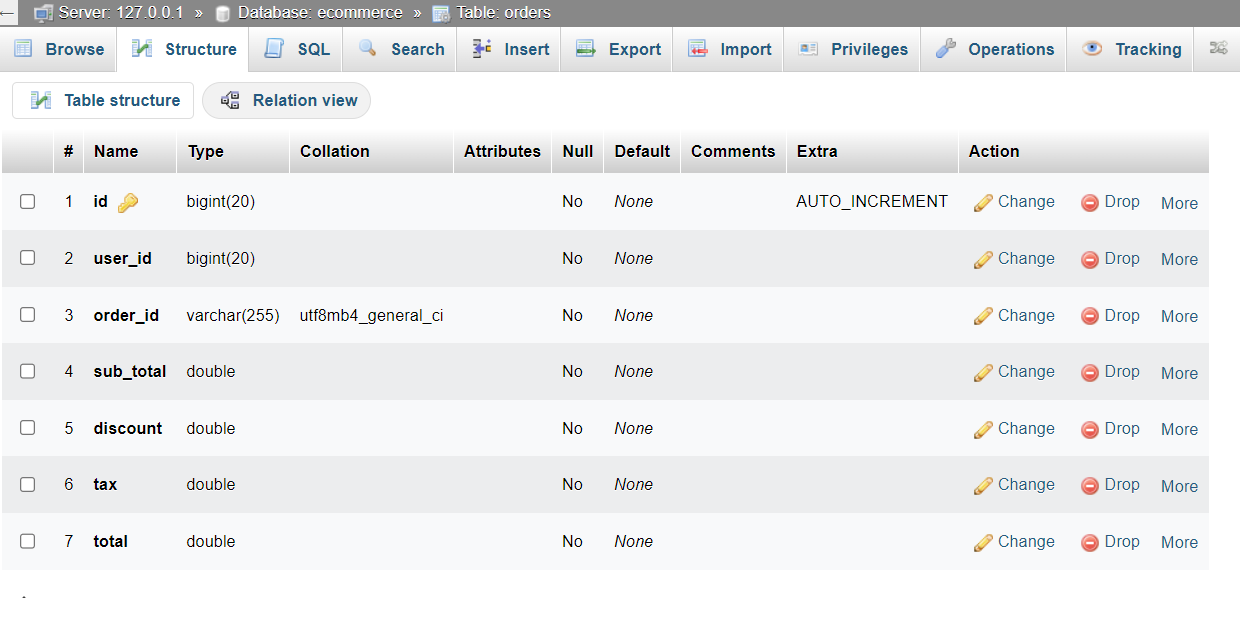 Server: 127.0.0.1 » Database: ecommerce » Table: orders
Browse Structure SQL Search Insert Export Import Privileges Operations Tracking
Table structure Relation view
# Name Type Collation Attributes Null Default Comments Extra Action
1 id bigint(20) No None AUTO_INCREMENT Change Drop More
2 user_id bigint(20) No None Change Drop More
3 order_id varchar(255) utf8mb4_general_ci No None Change Drop More
4 sub_total double No None Change Drop More
5 discount double No None Change Drop More
6 tax double No None Change Drop More
7 total double No None Change Drop More